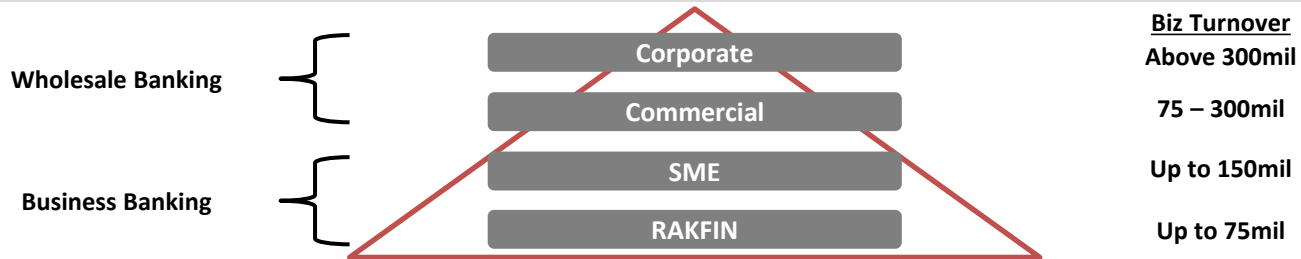 Biz Turnover
Wholesale Banking
Corporate
Above 300mil
Commercial
75 – 300mil
Business Banking
SME
Up to 150mil
RAKFIN
Up to 75mil